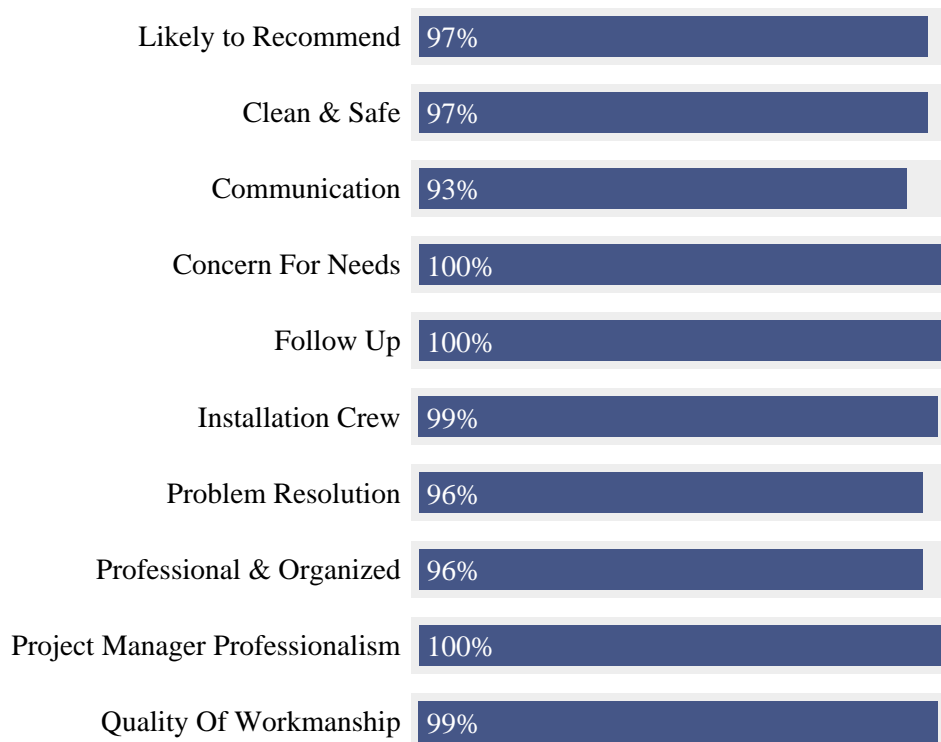 Likely to Recommend 97%
Clean & Safe 97%
Communication 93%
Concern For Needs 100%
Follow Up 100%
Installation Crew 99%
Problem Resolution 96%
Professional & Organized 96%
Project Manager Professionalism 100%
Quality Of Workmanship 99%